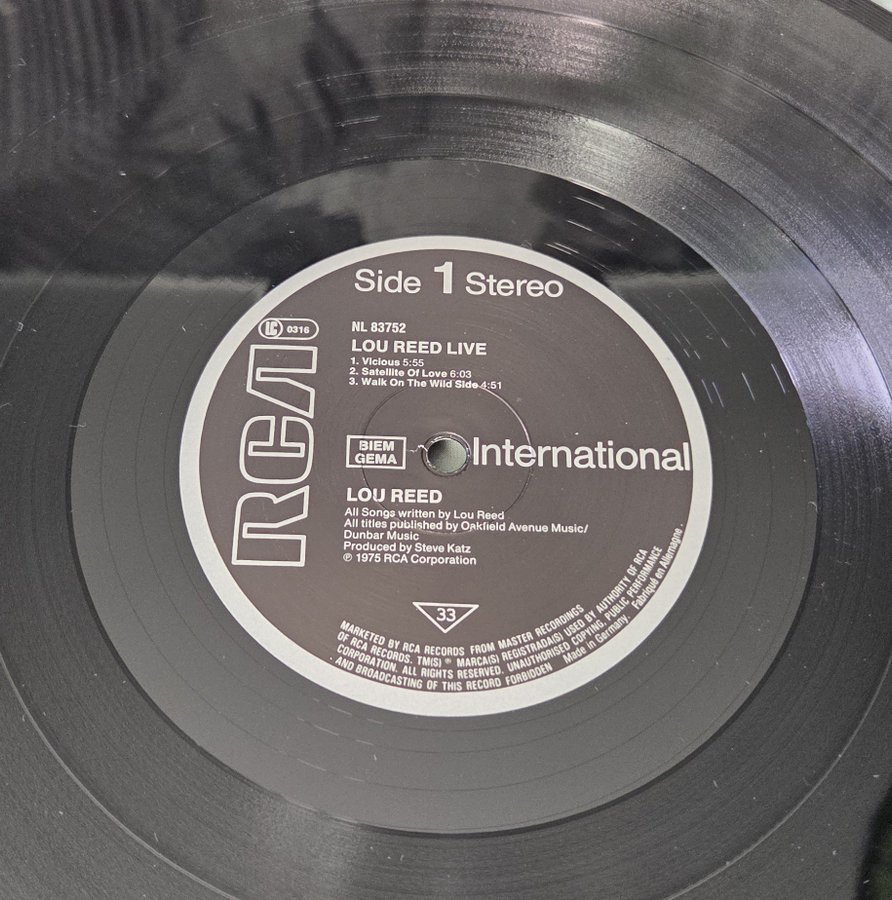 Side 1 Stereo
LC 0316
NL 83752
LOU REED LIVE
1. Vicious 5:55
2. Satellite Of Love 6:03
3. Walk On The Wild Side 4:51
RCA
BIEM
GEMA
International
LOU REED
All Songs written by Lou Reed
All titles published by Oakfield Avenue Music/
Dunbar Music
Produced by Steve Katz
℗ 1975 RCA Corporation
33
MARKETED BY RCA RECORDS FROM MASTER RECORDINGS
OF RCA RECORDS. TM(S) ® MARCA(S) REGISTRADA(S) USED BY AUTHORITY OF RCA
CORPORATION. ALL RIGHTS RESERVED. UNAUTHORISED COPYING, PUBLIC PERFORMANCE
. AND BROADCASTING OF THIS RECORD FORBIDDEN Made in Germany. Fabriqué en Allemagne.